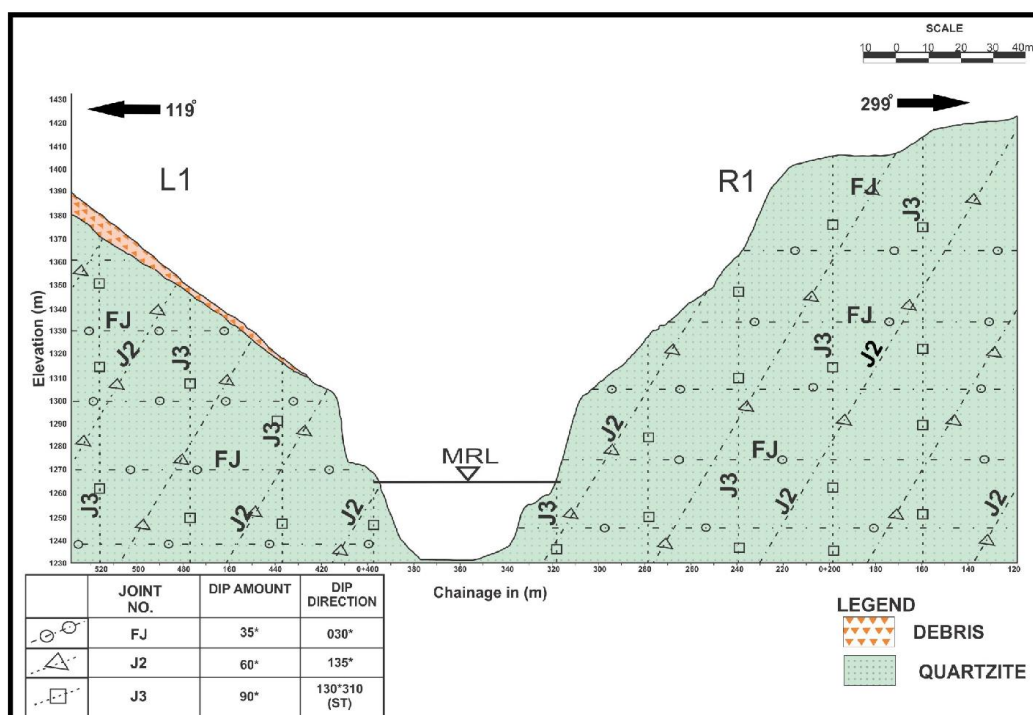 SCALE
10 0 10 20 30 40m
119°
299°
1430
1420
1410
1400
1390
1380
1370
1360
1350
1340
1330
1320
1310
1300
1280
1270
1260
1250
1240
1230
Elevation (m)
L1
R1
FJ
J3
FJ
J2
J3
FJ
J3
J2
J2
J3
FJ
J2
MRL
J2
FJ
J3
J3
J2
J2
J3
520 500 480 460 440 420 0+400 380 360 340 320 300 280 260 240 220 0+200 180 160 140 120
Chainage in (m)
JOINT NO. DIP AMOUNT DIP DIRECTION
FJ 35* 030*
J2 60* 135*
J3 90* 130*310 (ST)
LEGEND
DEBRIS
QUARTZITE